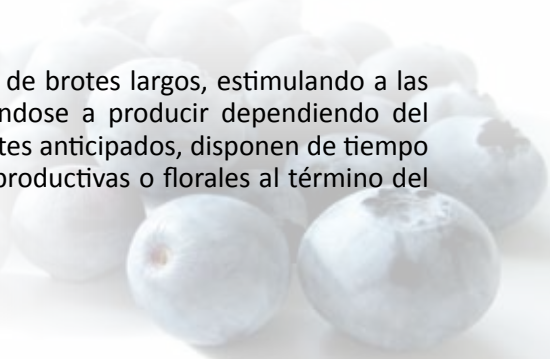 de brotes largos, estimulando a las
ndose a producir dependiendo del
tes anticipados, disponen de tiempo
productivas o florales al término del